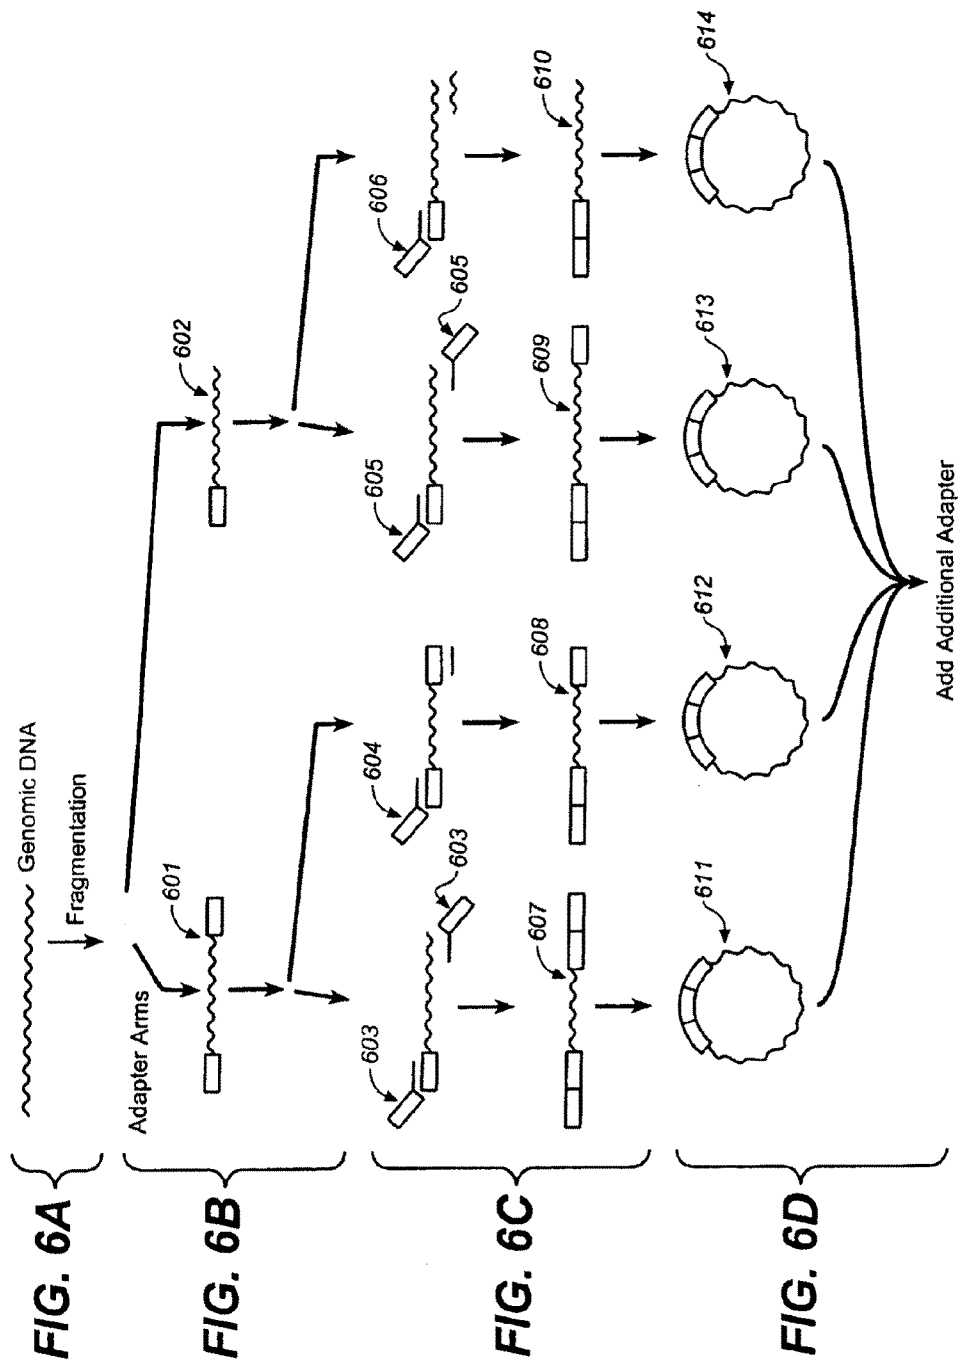 FIG. 6A
Genomic DNA
Fragmentation
FIG. 6B
Adapter Arms
601
602
FIG. 6C
603
603
604
605
605
606
607
608
609
610
FIG. 6D
611
612
613
614
Add Additional Adapter